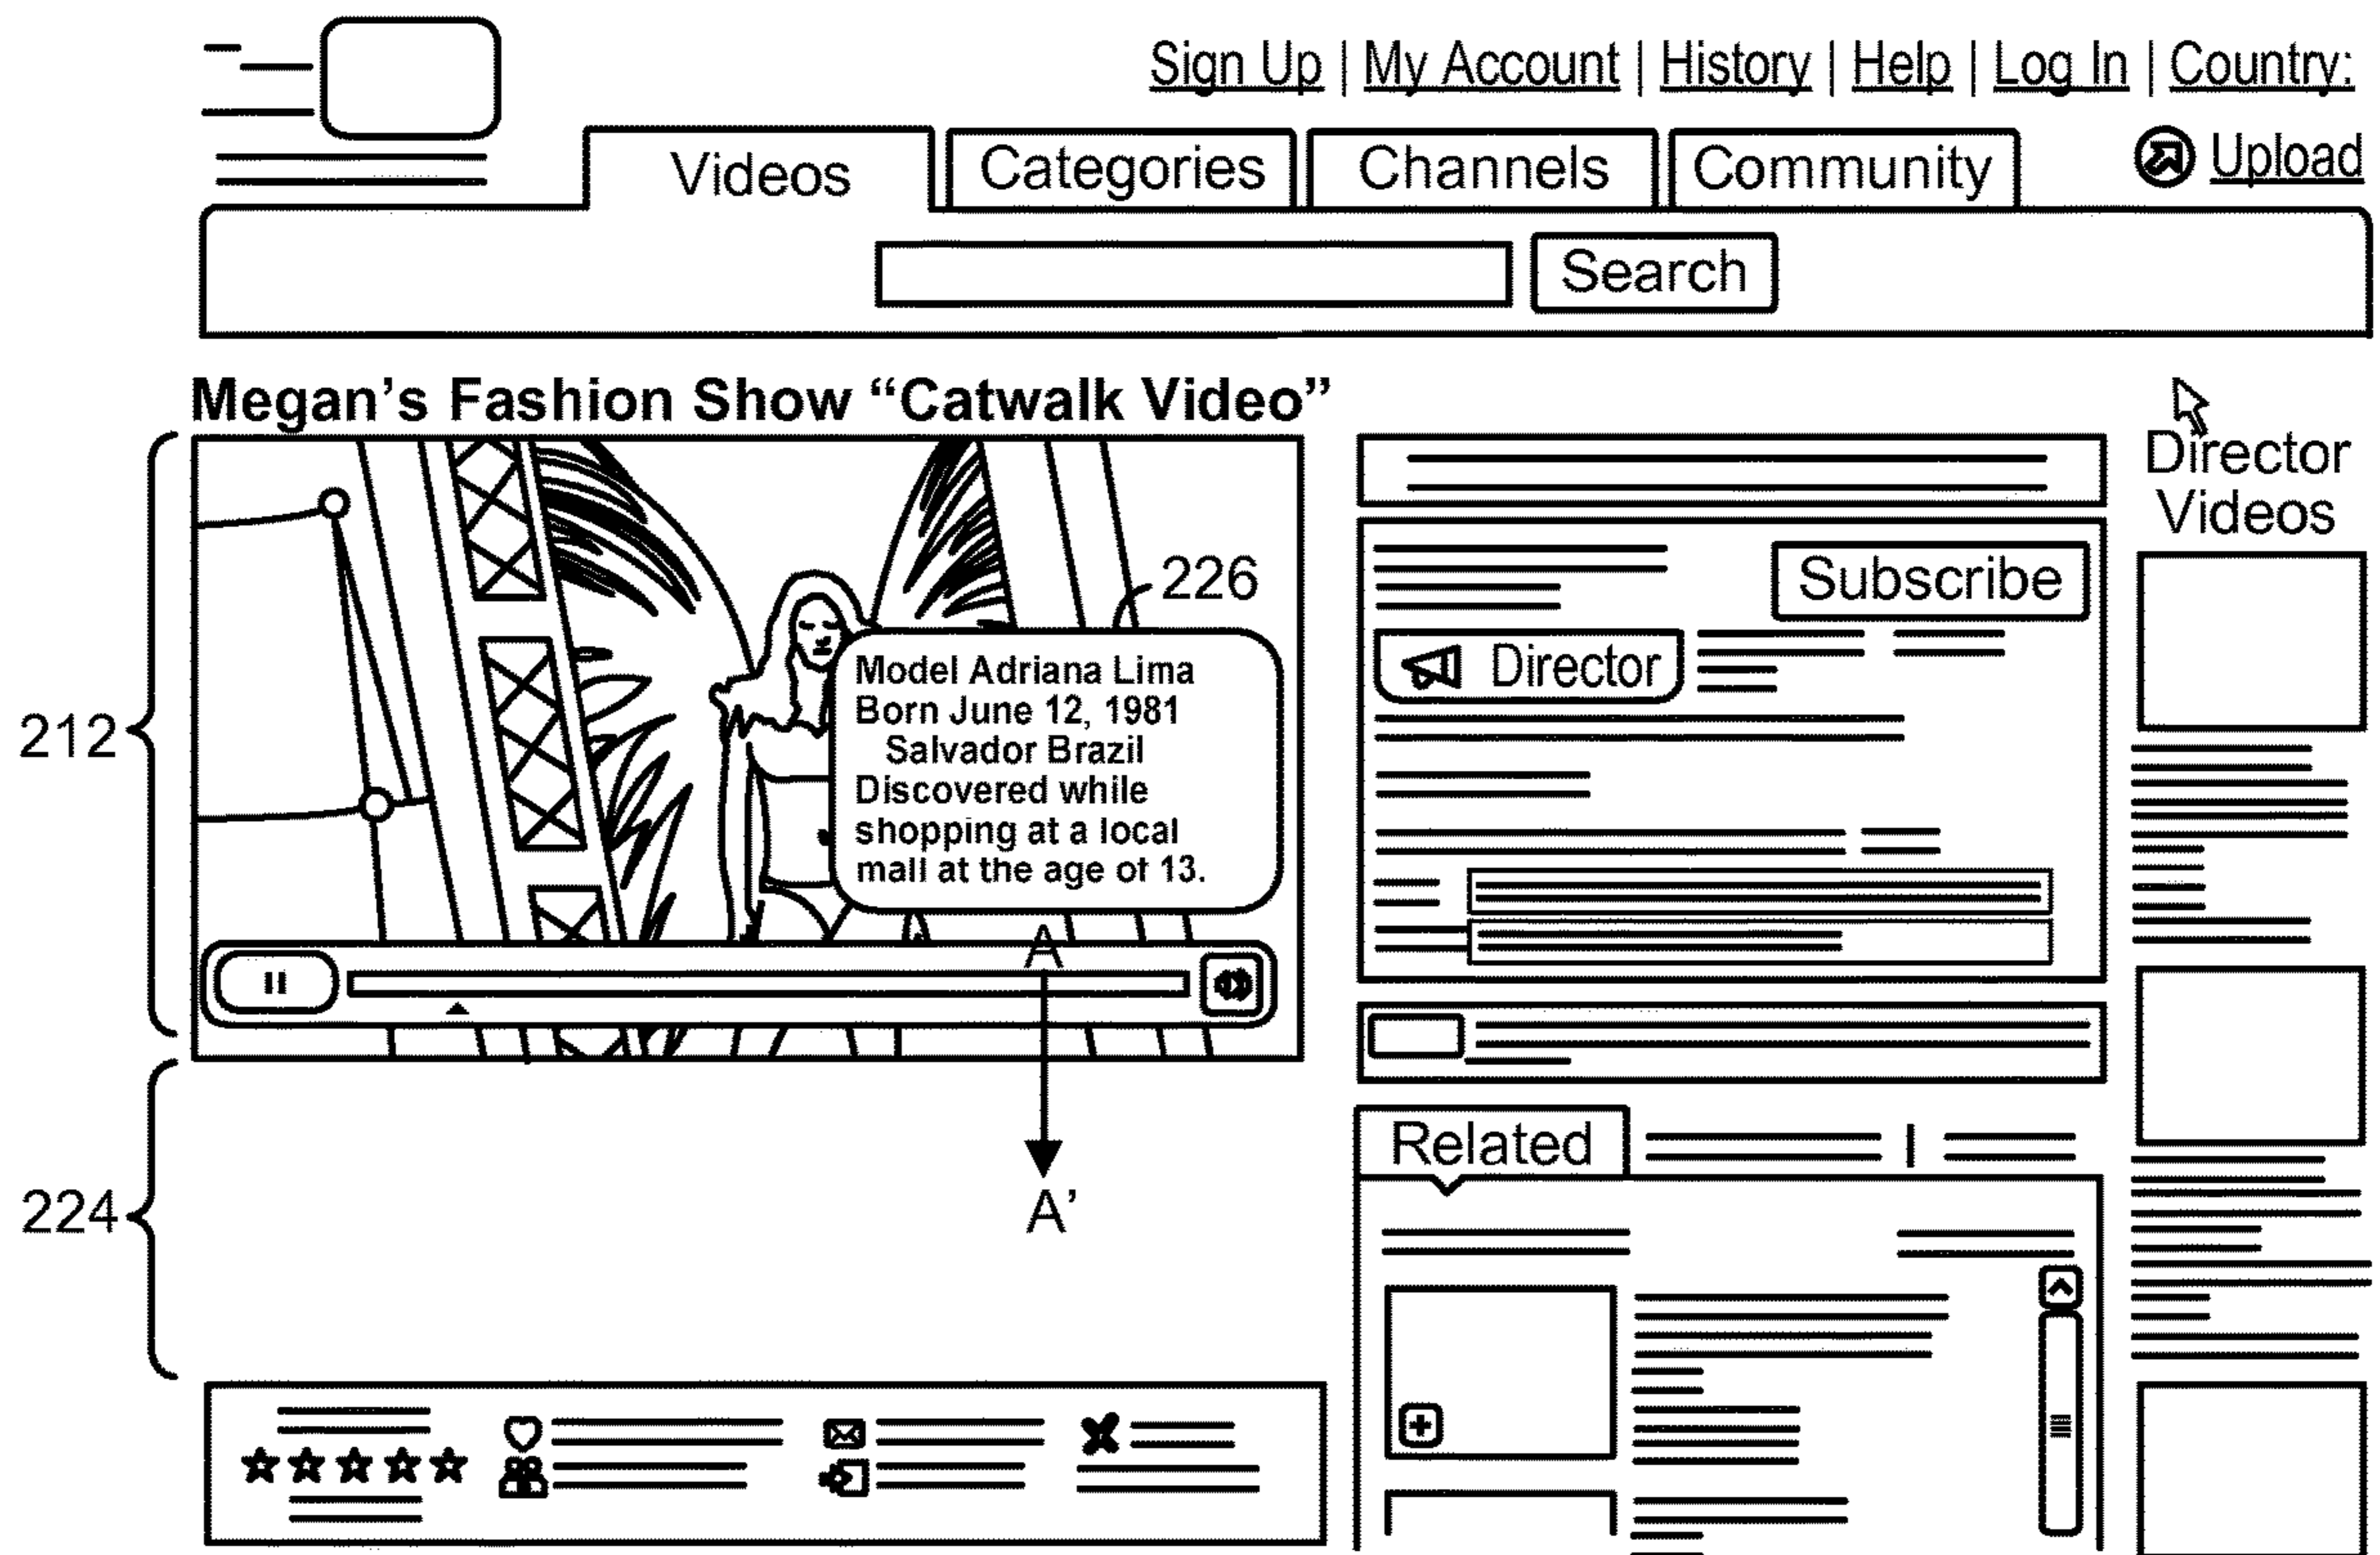 Sign Up | My Account | History | Help | Log In | Country:
Videos
Categories
Channels
Community
Upload
Search
Megan's Fashion Show “Catwalk Video”
Director
Videos
226
Subscribe
Model Adriana Lima
Born June 12, 1981
Salvador Brazil
Discovered while
shopping at a local
mall at the age of 13.
Director
212
A
A'
Related
224